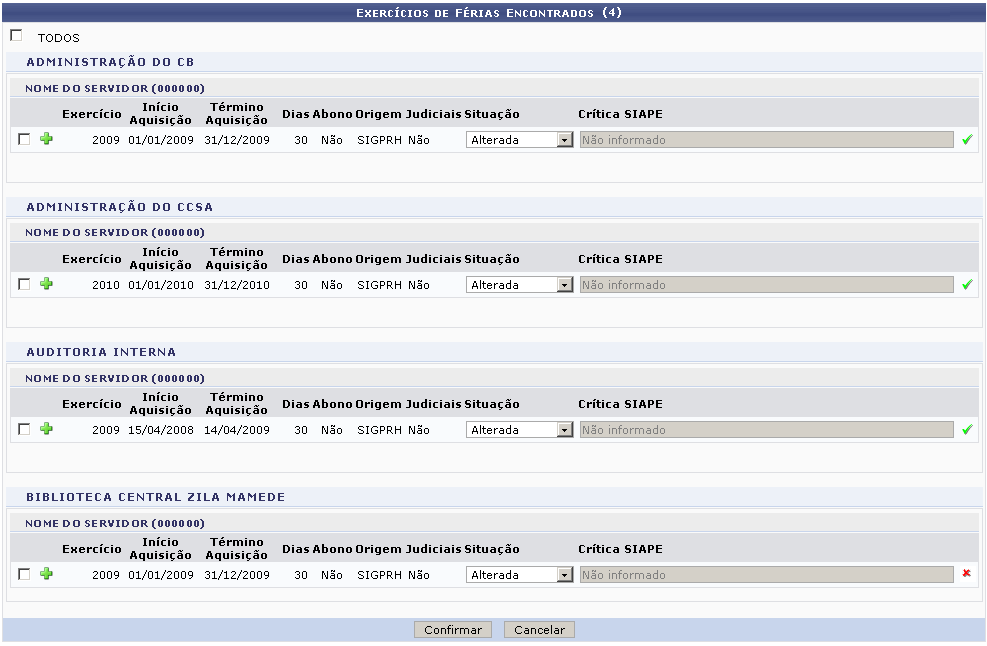 EXERCÍCIOS DE FÉRIAS ENCONTRADOS (4)
TODOS
ADMINISTRAÇÃO DO CB
NOME DO SERVIDOR (000000)
Exercício Início Aquisição Término Aquisição Dias Abono Origem Judiciais Situação Crítica SIAPE
2009 01/01/2009 31/12/2009 30 Não SIGPRH Não Alterada Não informado
ADMINISTRAÇÃO DO CCSA
NOME DO SERVIDOR (000000)
Exercício Início Aquisição Término Aquisição Dias Abono Origem Judiciais Situação Crítica SIAPE
2010 01/01/2010 31/12/2010 30 Não SIGPRH Não Alterada Não informado
AUDITORIA INTERNA
NOME DO SERVIDOR (000000)
Exercício Início Aquisição Término Aquisição Dias Abono Origem Judiciais Situação Crítica SIAPE
2009 15/04/2008 14/04/2009 30 Não SIGPRH Não Alterada Não informado
BIBLIOTECA CENTRAL ZILA MAMEDE
NOME DO SERVIDOR (000000)
Exercício Início Aquisição Término Aquisição Dias Abono Origem Judiciais Situação Crítica SIAPE
2009 01/01/2009 31/12/2009 30 Não SIGPRH Não Alterada Não informado
Confirmar Cancelar